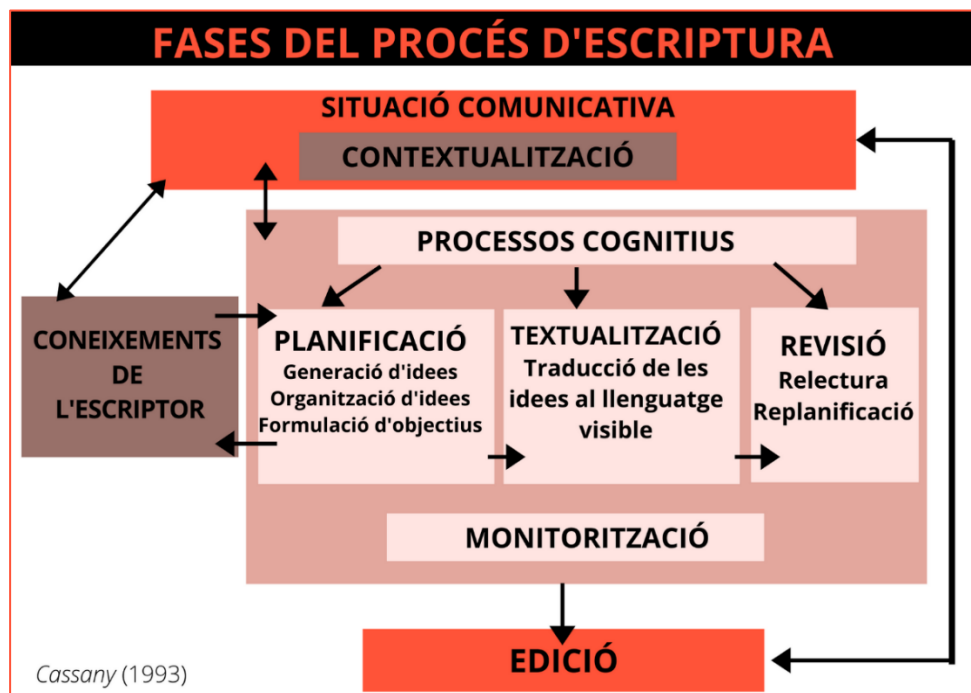 FASES DEL PROCÉS D'ESCRIPTURA
SITUACIÓ COMUNICATIVA
CONTEXTUALITZACIÓ
PROCESSOS COGNITIUS
CONEIXEMENTS
DE
L'ESCRIPTOR
PLANIFICACIÓ
Generació d'idees
Organització d'idees
Formulació d'objectius
TEXTUALITZACIÓ
Traducció de les
idees al llenguatge
visible
REVISIÓ
Relectura
Replanificació
MONITORITZACIÓ
EDICIÓ
Cassany (1993)